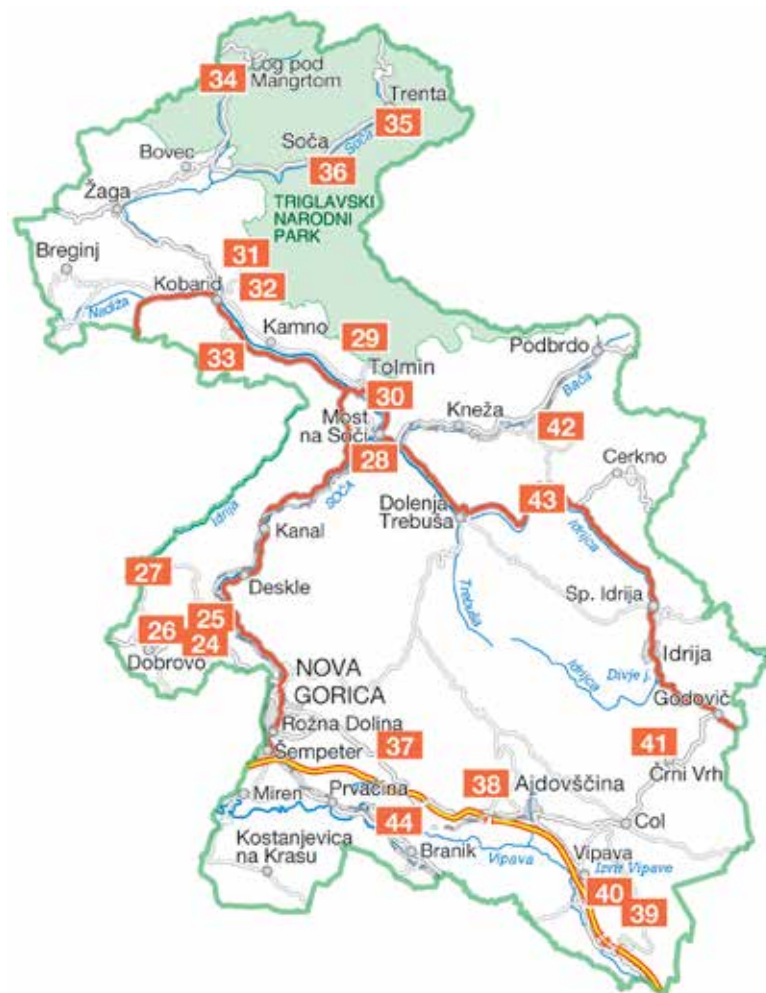 Log pod
Mangrtom
34
Trenta
35
Soča
Soča
36
Bovec
Žaga
TRIGLAVSKI
NARODNI
PARK
Breginj
31
Kobarid
32
Nadiža
Kamno
33
29
Tolmin
Podbrdo
30
Bača
Most
na Soči
Kneža
42
28
Cerkno
SOČA
Dolenja
Trebuša
43
Idrija
Kanal
Idrijca
27
Deskle
Trebuša
Sp. Idrija
25
26
24
Dobrovo
Idrijca
Divje j.
Idrija
NOVA
GORICA
Godovič
Rožna Dolina
37
41
Šempeter
Črni Vrh
38
Ajdovščina
Miren
Prvačina
44
Col
Kostanjevica
na Krasu
Branik
Vipava
Vipava
Izvir Vipave
40
39